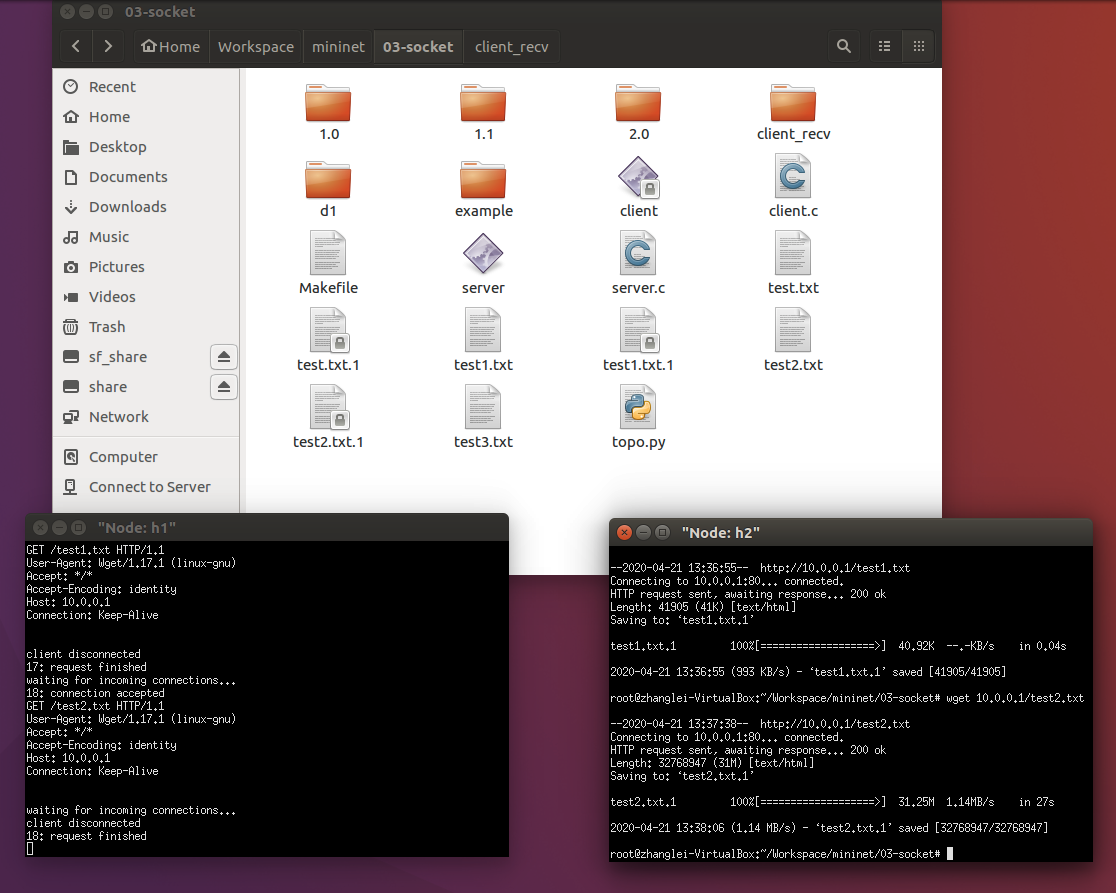 03-socket
Home Workspace mininet 03-socket client_recv
Recent
Home
Desktop
Documents
Downloads
Music
Pictures
Videos
Trash
sf_share
share
Network
Computer
Connect to Server
1.0 1.1 2.0 client_recv
d1 example client client.c
Makefile server server.c test.txt
test.txt.1 test1.txt test1.txt.1 test2.txt
test2.txt.1 test3.txt topo.py
"Node: h1"
GET /test1.txt HTTP/1.1
User-Agent: Wget/1.17.1 (linux-gnu)
Accept: */*
Accept-Encoding: identity
Host: 10.0.0.1
Connection: Keep-Alive
client disconnected
17: request finished
waiting for incoming connections...
18: connection accepted
GET /test2.txt HTTP/1.1
User-Agent: Wget/1.17.1 (linux-gnu)
Accept: */*
Accept-Encoding: identity
Host: 10.0.0.1
Connection: Keep-Alive
waiting for incoming connections...
client disconnected
18: request finished
"Node: h2"
--2020-04-21 13:36:55-- http://10.0.0.1/test1.txt
Connecting to 10.0.0.1:80... connected.
HTTP request sent, awaiting response... 200 ok
Length: 41905 (41K) [text/html]
Saving to: ‘test1.txt.1’
test1.txt.1 100%[===================>] 40.92K --.-KB/s in 0.04s
2020-04-21 13:36:55 (993 KB/s) - ‘test1.txt.1’ saved [41905/41905]
root@zhanglei-VirtualBox:~/Workspace/mininet/03-socket# wget 10.0.0.1/test2.txt
--2020-04-21 13:37:38-- http://10.0.0.1/test2.txt
Connecting to 10.0.0.1:80... connected.
HTTP request sent, awaiting response... 200 ok
Length: 32768947 (31M) [text/html]
Saving to: ‘test2.txt.1’
test2.txt.1 100%[===================>] 31.25M 1.14MB/s in 27s
2020-04-21 13:38:06 (1.14 MB/s) - ‘test2.txt.1’ saved [32768947/32768947]
root@zhanglei-VirtualBox:~/Workspace/mininet/03-socket#